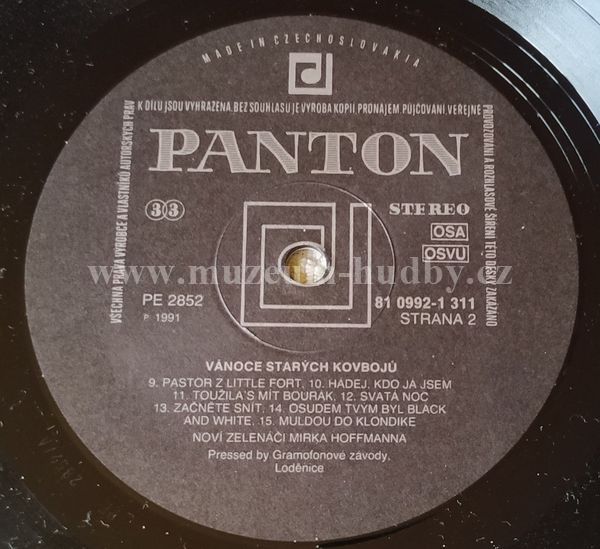 MADE IN CZECHOSLOVAKIA
VŠECHNA PRÁVA VÝROBCE A VLASTNÍKŮ AUTORSKÝCH PRÁV
K DÍLU JSOU VYHRAZENA. BEZ SOUHLASU JE VÝROBA KOPIÍ, PRONÁJEM PŮJČOVÁNÍ, VEŘEJNÉ
PROVOZOVÁNÍ A ROZHLASOVÉ ŠÍŘENÍ TÉTO DESKY ZAKÁZÁNO
PANTON
33
STEREO
OSA
OSVU
www.muzeum-hudby.cz
PE 2852
81 0992-1 311
P 1991
STRANA 2
VÁNOCE STARÝCH KOVBOJŮ
9. PASTOR Z LITTLE FORT, 10. HÁDEJ, KDO JÁ JSEM
11. TOUŽILA'S MÍT BOURÁK, 12. SVATÁ NOC
13. ZAČNĚTE SNÍT, 14. OSUDEM TVÝM BYL BLACK
AND WHITE, 15. MULDOU DO KLONDIKE
NOVÍ ZELENÁČI MIRKA HOFFMANNA
Pressed by Gramofonové závody,
Loděnice